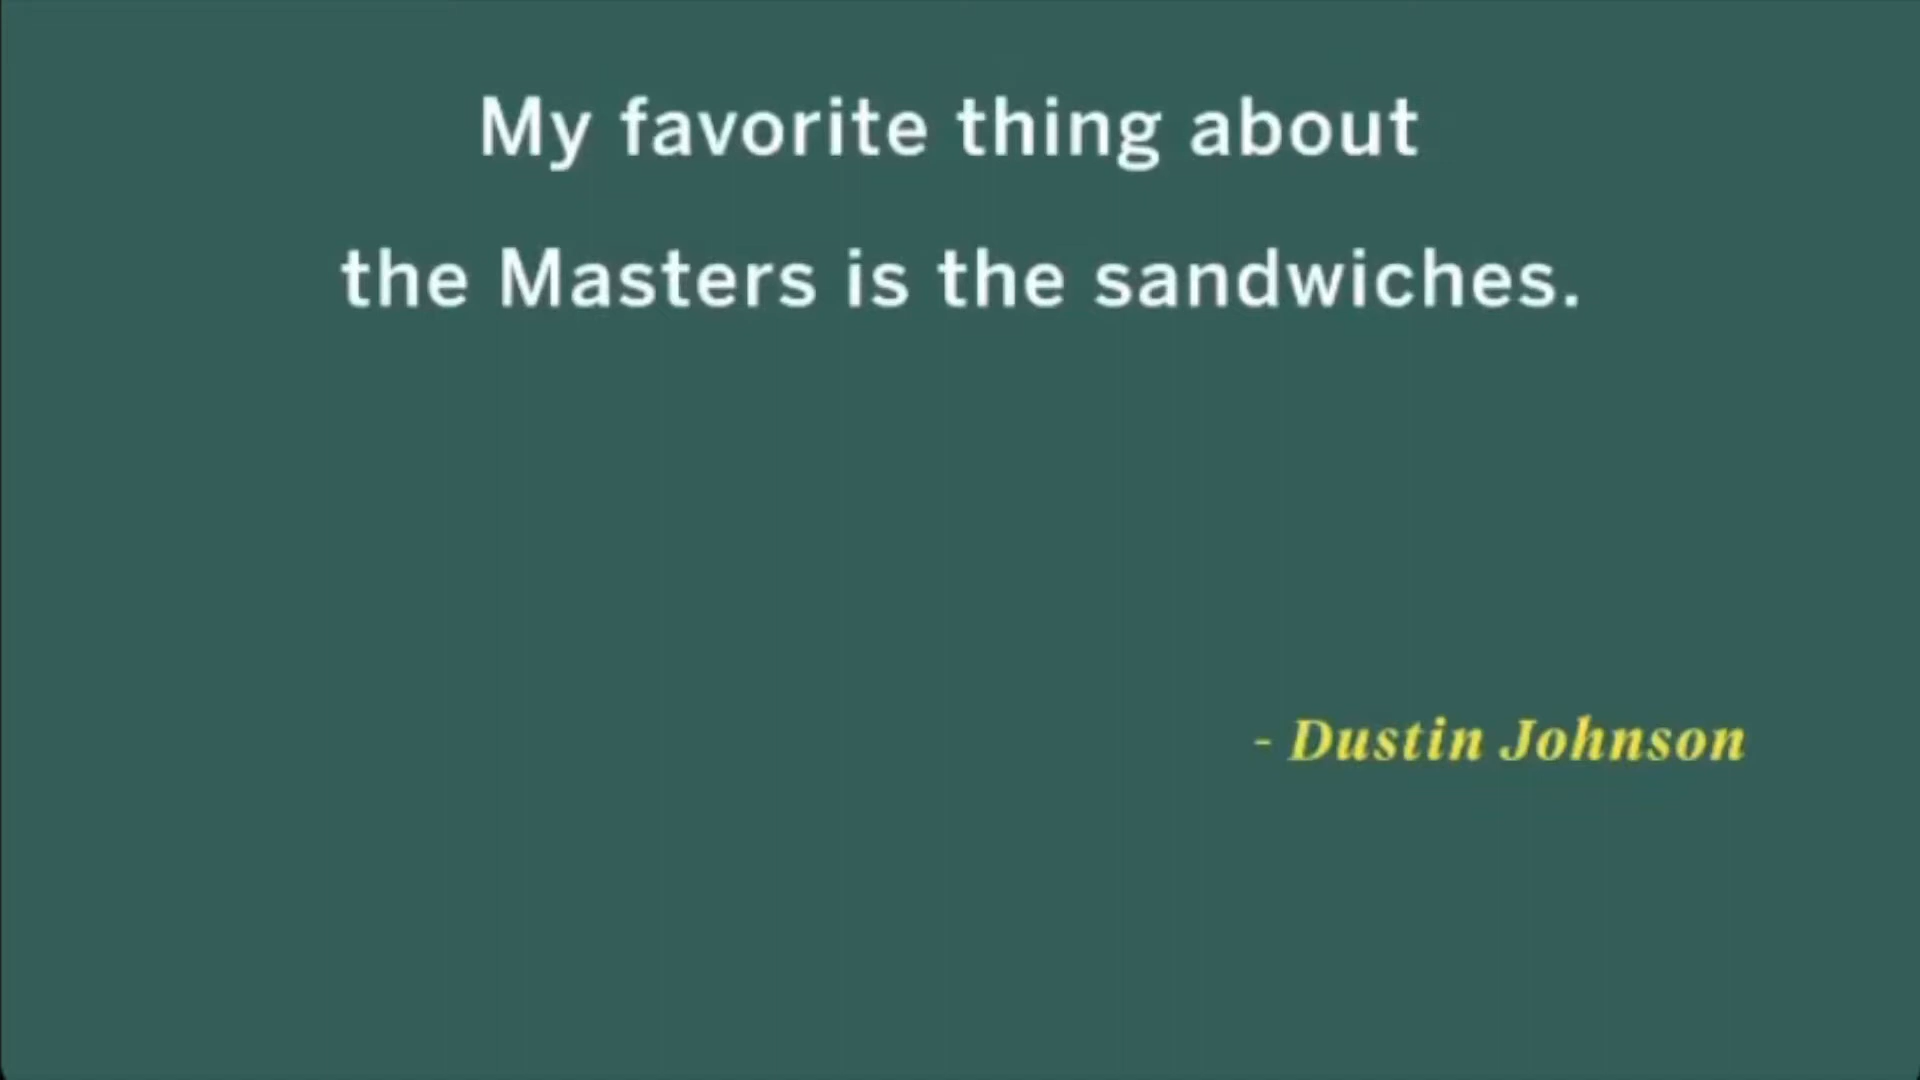 My favorite thing about
the Masters is the sandwiches.
- Dustin Johnson